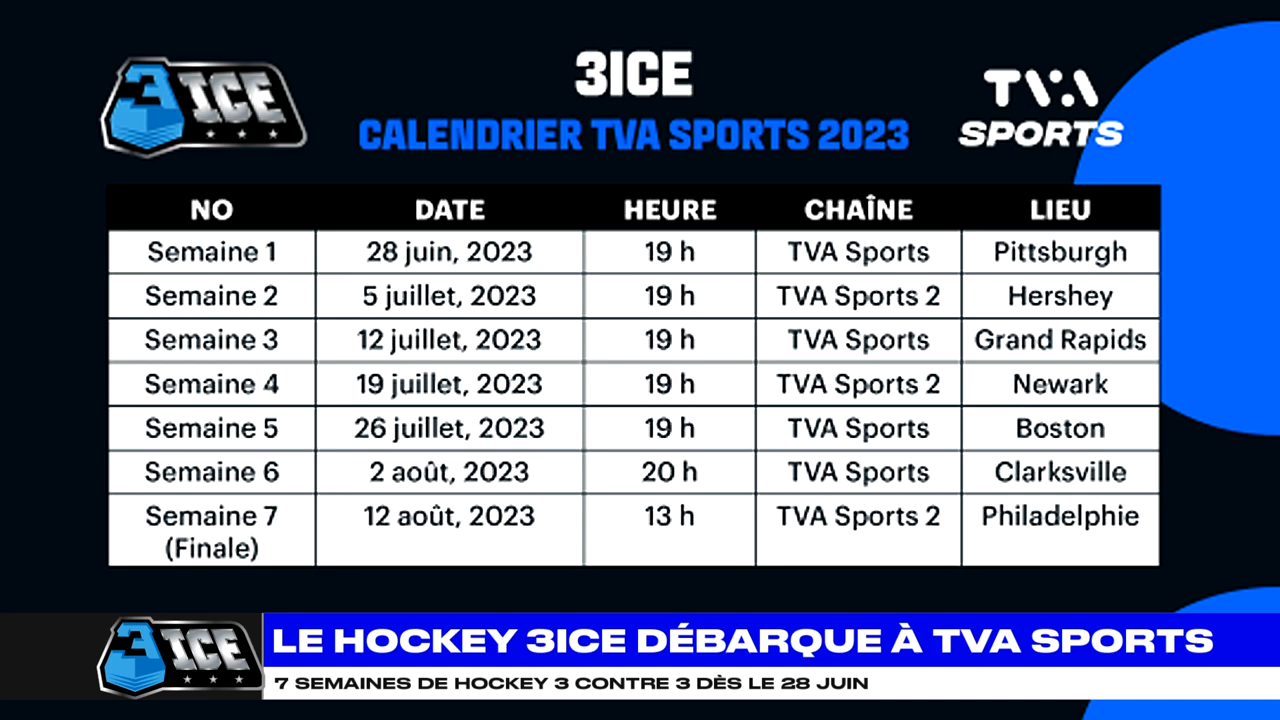 3ICE
3ICE
CALENDRIER TVA SPORTS 2023
TVA
SPORTS
NO DATE HEURE CHAÎNE LIEU
Semaine 1 28 juin, 2023 19 h TVA Sports Pittsburgh
Semaine 2 5 juillet, 2023 19 h TVA Sports 2 Hershey
Semaine 3 12 juillet, 2023 19 h TVA Sports Grand Rapids
Semaine 4 19 juillet, 2023 19 h TVA Sports 2 Newark
Semaine 5 26 juillet, 2023 19 h TVA Sports Boston
Semaine 6 2 août, 2023 20 h TVA Sports Clarksville
Semaine 7 12 août, 2023 13 h TVA Sports 2 Philadelphie
(Finale)
3ICE
LE HOCKEY 3ICE DÉBARQUE À TVA SPORTS
7 SEMAINES DE HOCKEY 3 CONTRE 3 DÈS LE 28 JUIN